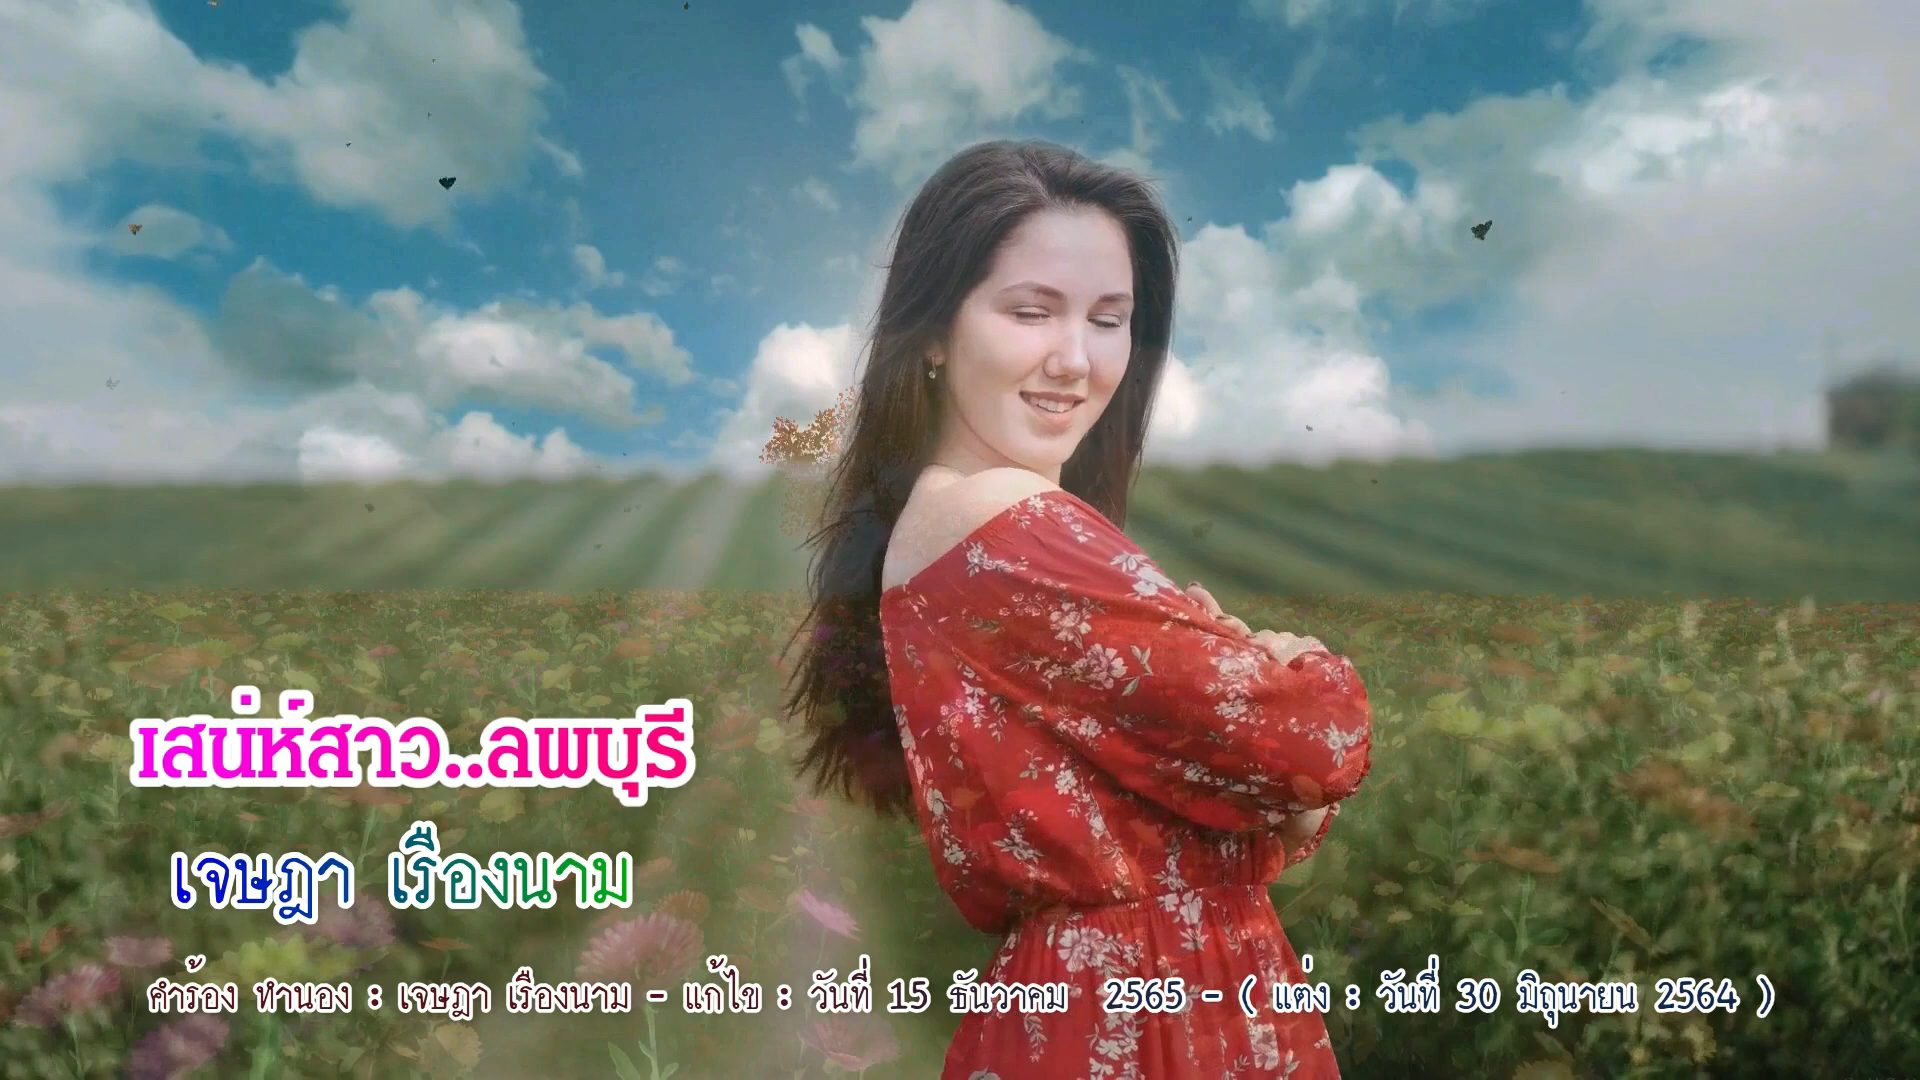 เสน่ห์สาว..ลพบุรี
เจษฎา เรืองนาม
คำร้อง ทำนอง : เจษฎา เรืองนาม - แก้ไข : วันที่ 15 ธันวาคม 2565 - ( แต่ง : วันที่ 30 มิถุนายน 2564 )